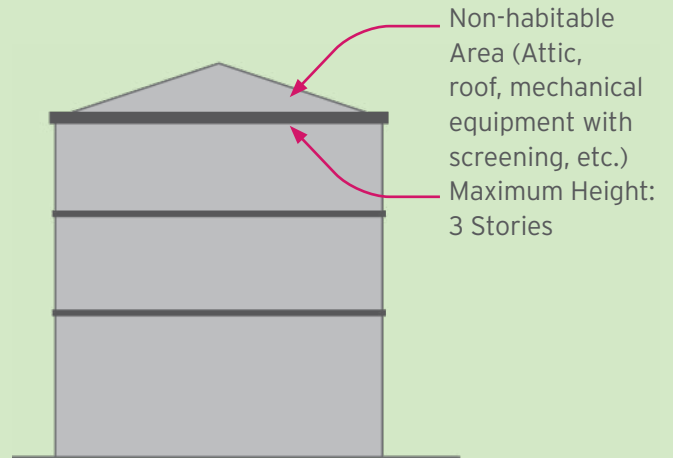 Non-habitable
Area (Attic,
roof, mechanical
equipment with
screening, etc.)
Maximum Height:
3 Stories